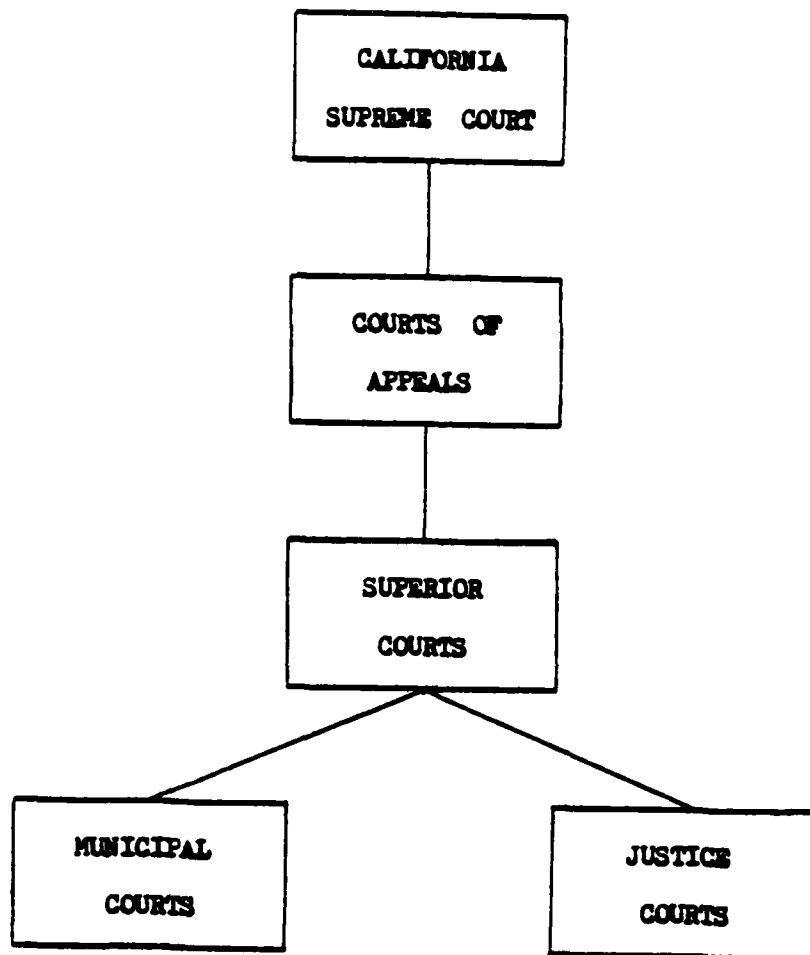 CALIFORNIA
SUPREME COURT
COURTS OF
APPEALS
SUPERIOR
COURTS
MUNICIPAL
COURTS
JUSTICE
COURTS